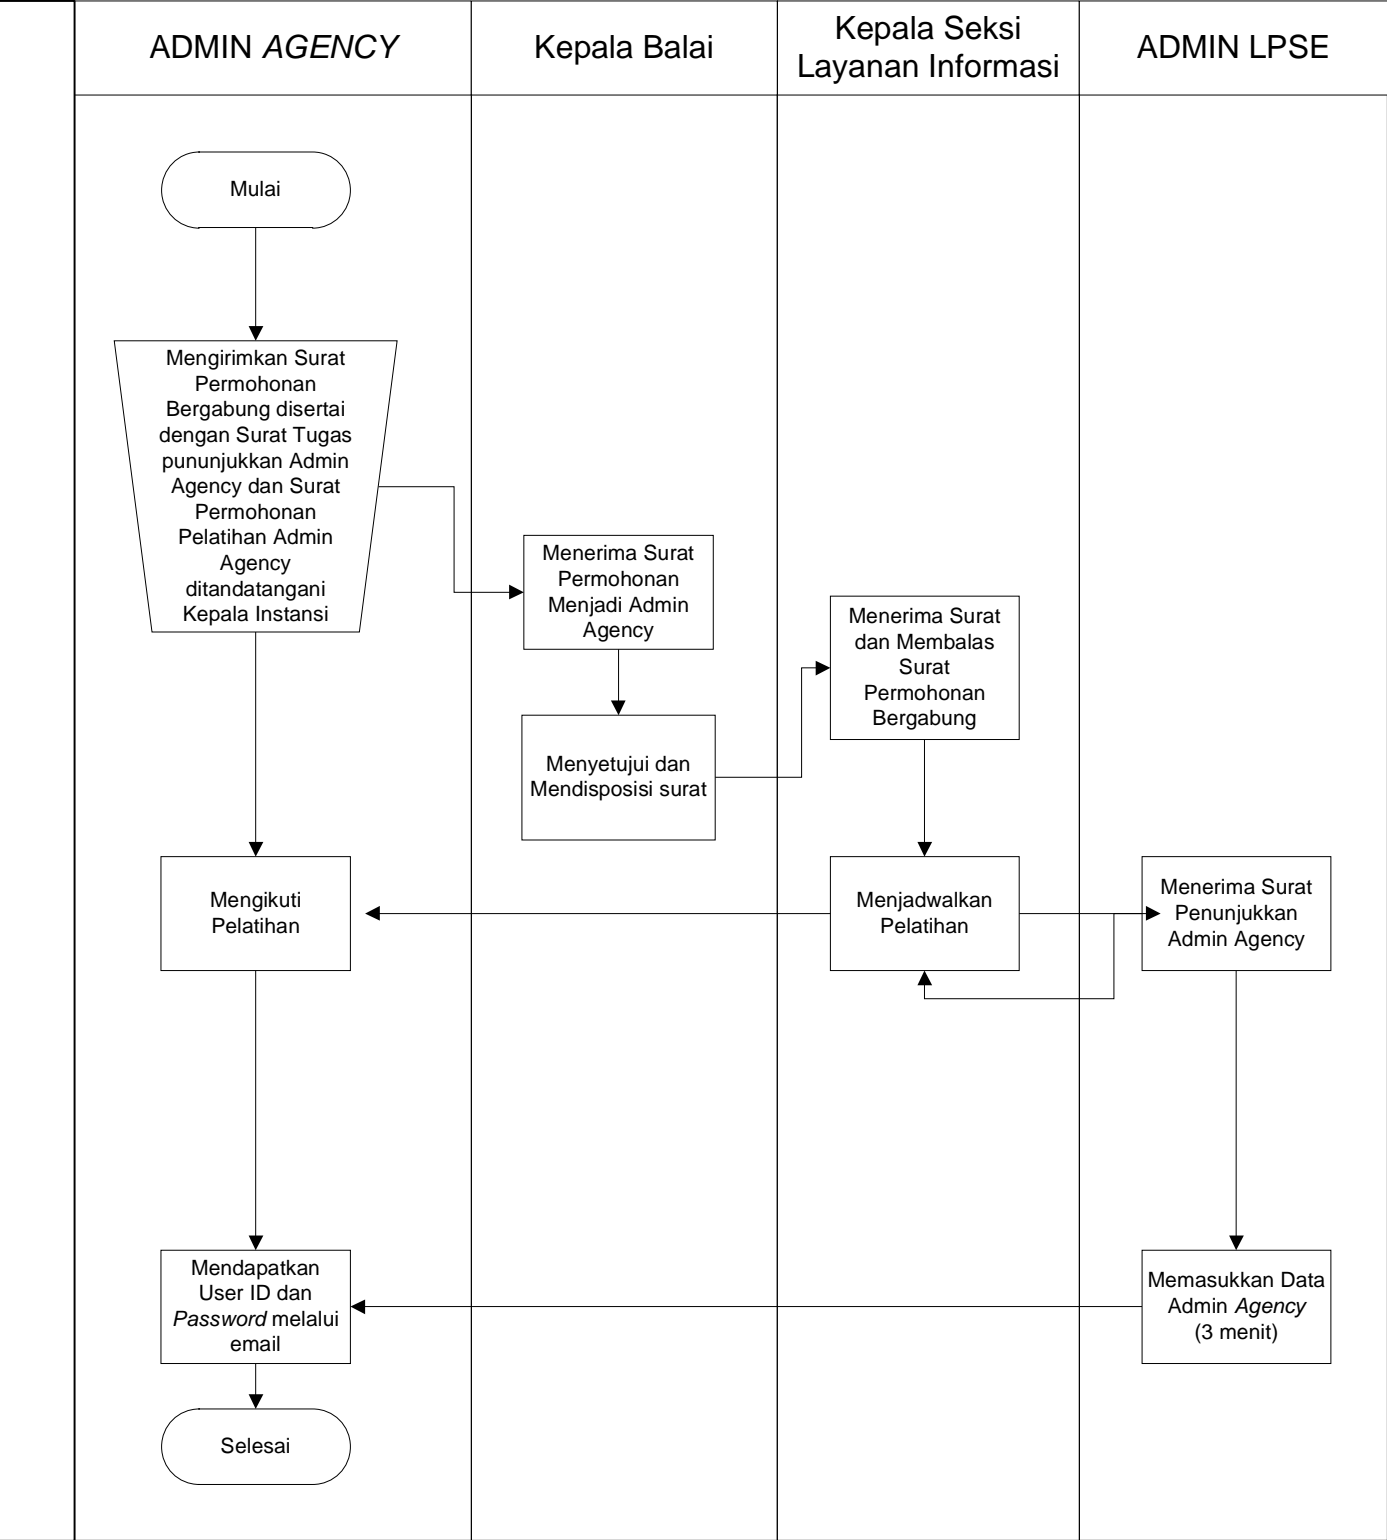 ADMIN AGENCY
Kepala Balai
Kepala Seksi
Layanan Informasi
ADMIN LPSE
Mulai
Mengirimkan Surat
Permohonan
Bergabung disertai
dengan Surat Tugas
pununjukkan Admin
Agency dan Surat
Permohonan
Pelatihan Admin
Agency
ditandatangani
Kepala Instansi
Menerima Surat
Permohonan
Menjadi Admin
Agency
Menyetujui dan
Mendisposisi surat
Menerima Surat
dan Membalas
Surat
Permohonan
Bergabung
Mengikuti
Pelatihan
Menjadwalkan
Pelatihan
Menerima Surat
Penunjukkan
Admin Agency
Mendapatkan
User ID dan
Password melalui
email
Memasukkan Data
Admin Agency
(3 menit)
Selesai